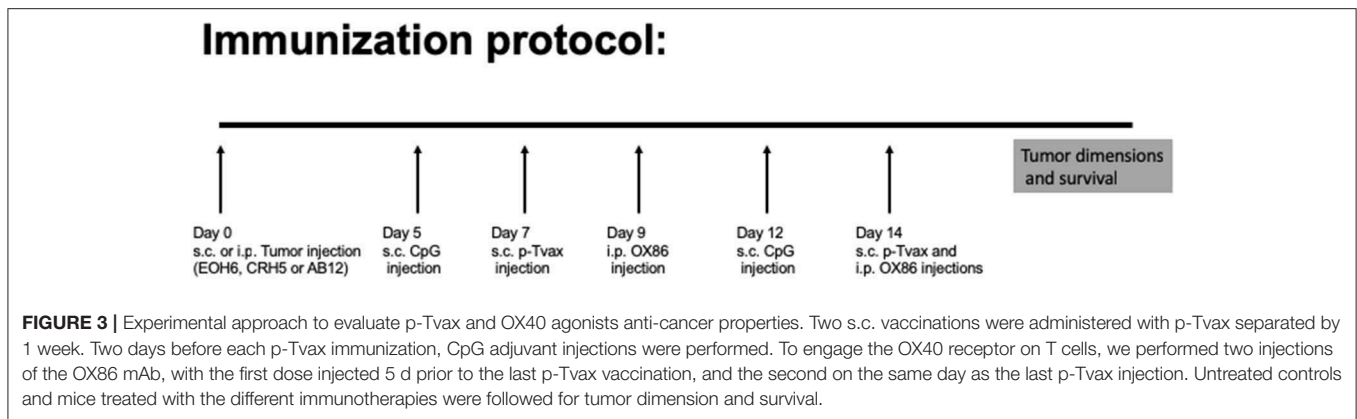 Immunization protocol:
Tumor dimensions
and survival
Day 0
s.c. or i.p. Tumor injection
(EOH6, CRH5 or AB12)
Day 5
s.c. CpG
injection
Day 7
s.c. p-Tvax
injection
Day 9
i.p. OX86
injection
Day 12
s.c. CpG
injection
Day 14
s.c. p-Tvax and
i.p. OX86 injections
FIGURE 3 | Experimental approach to evaluate p-Tvax and OX40 agonists anti-cancer properties. Two s.c. vaccinations were administered with p-Tvax separated by
1 week. Two days before each p-Tvax immunization, CpG adjuvant injections were performed. To engage the OX40 receptor on T cells, we performed two injections
of the OX86 mAb, with the first dose injected 5 d prior to the last p-Tvax vaccination, and the second on the same day as the last p-Tvax injection. Untreated controls
and mice treated with the different immunotherapies were followed for tumor dimension and survival.